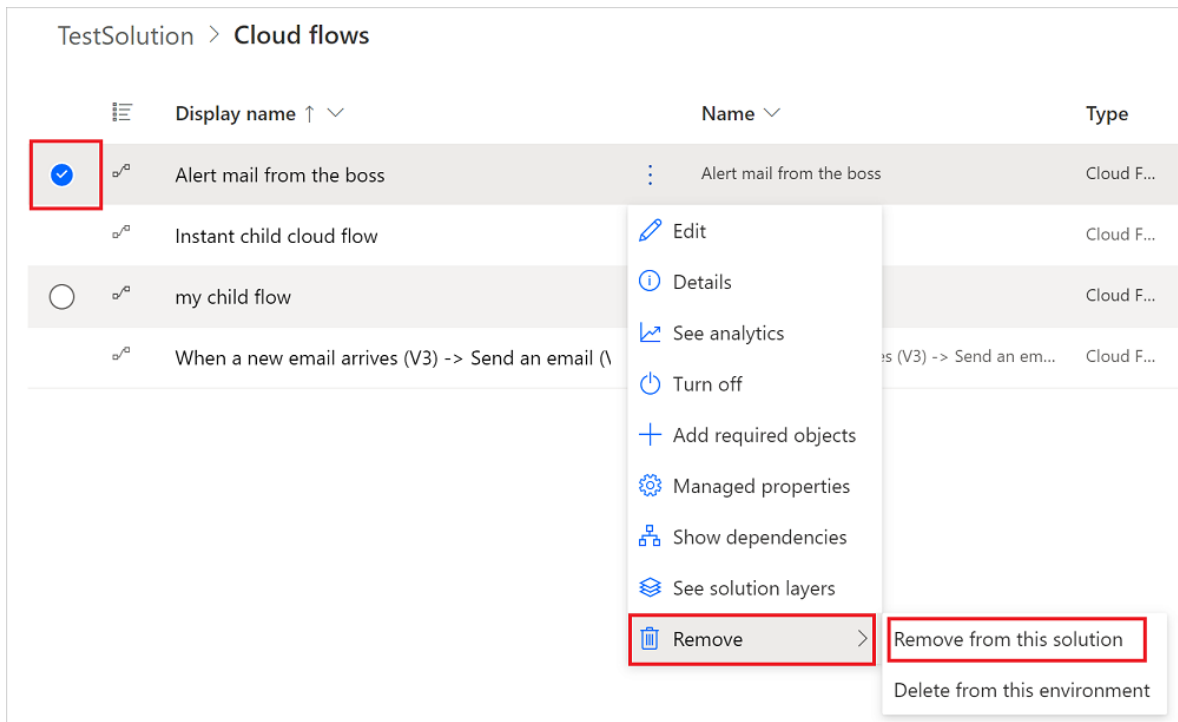 TestSolution > Cloud flows
Display name ↑ Name Type
Alert mail from the boss Alert mail from the boss Cloud F...
Instant child cloud flow Cloud F...
my child flow Cloud F...
When a new email arrives (V3) -> Send an email (V (V3) -> Send an em... Cloud F...
Edit
Details
See analytics
Turn off
Add required objects
Managed properties
Show dependencies
See solution layers
Remove >
Remove from this solution
Delete from this environment